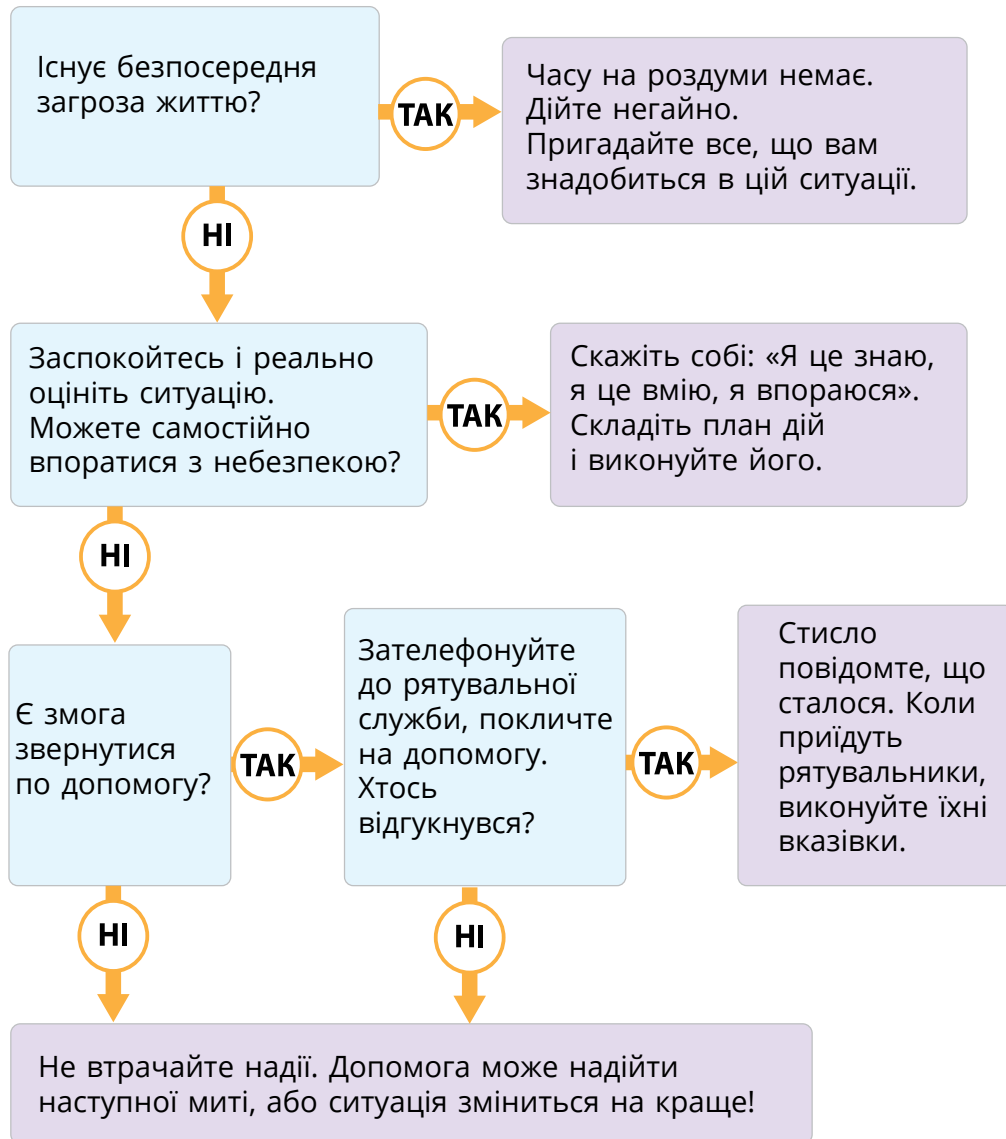 Існує безпосередня
загроза життю?
ТАК
Часу на роздуми немає.
Дійте негайно.
Пригадайте все, що вам
знадобиться в цій ситуації.
НІ
Заспокойтесь і реально
оцініть ситуацію.
Можете самостійно
впоратися з небезпекою?
ТАК
Скажіть собі: «Я це знаю,
я це вмію, я впораюся».
Складіть план дій
і виконуйте його.
НІ
Є змога
звернутися
по допомогу?
ТАК
Зателефонуйте
до рятувальної
служби, покличте
на допомогу.
Хтось
відгукнувся?
ТАК
Стисло
повідомте, що
сталося. Коли
приїдуть
рятувальники,
виконуйте їхні
вказівки.
НІ
НІ
Не втрачайте надії. Допомога може надійти
наступної миті, або ситуація зміниться на краще!